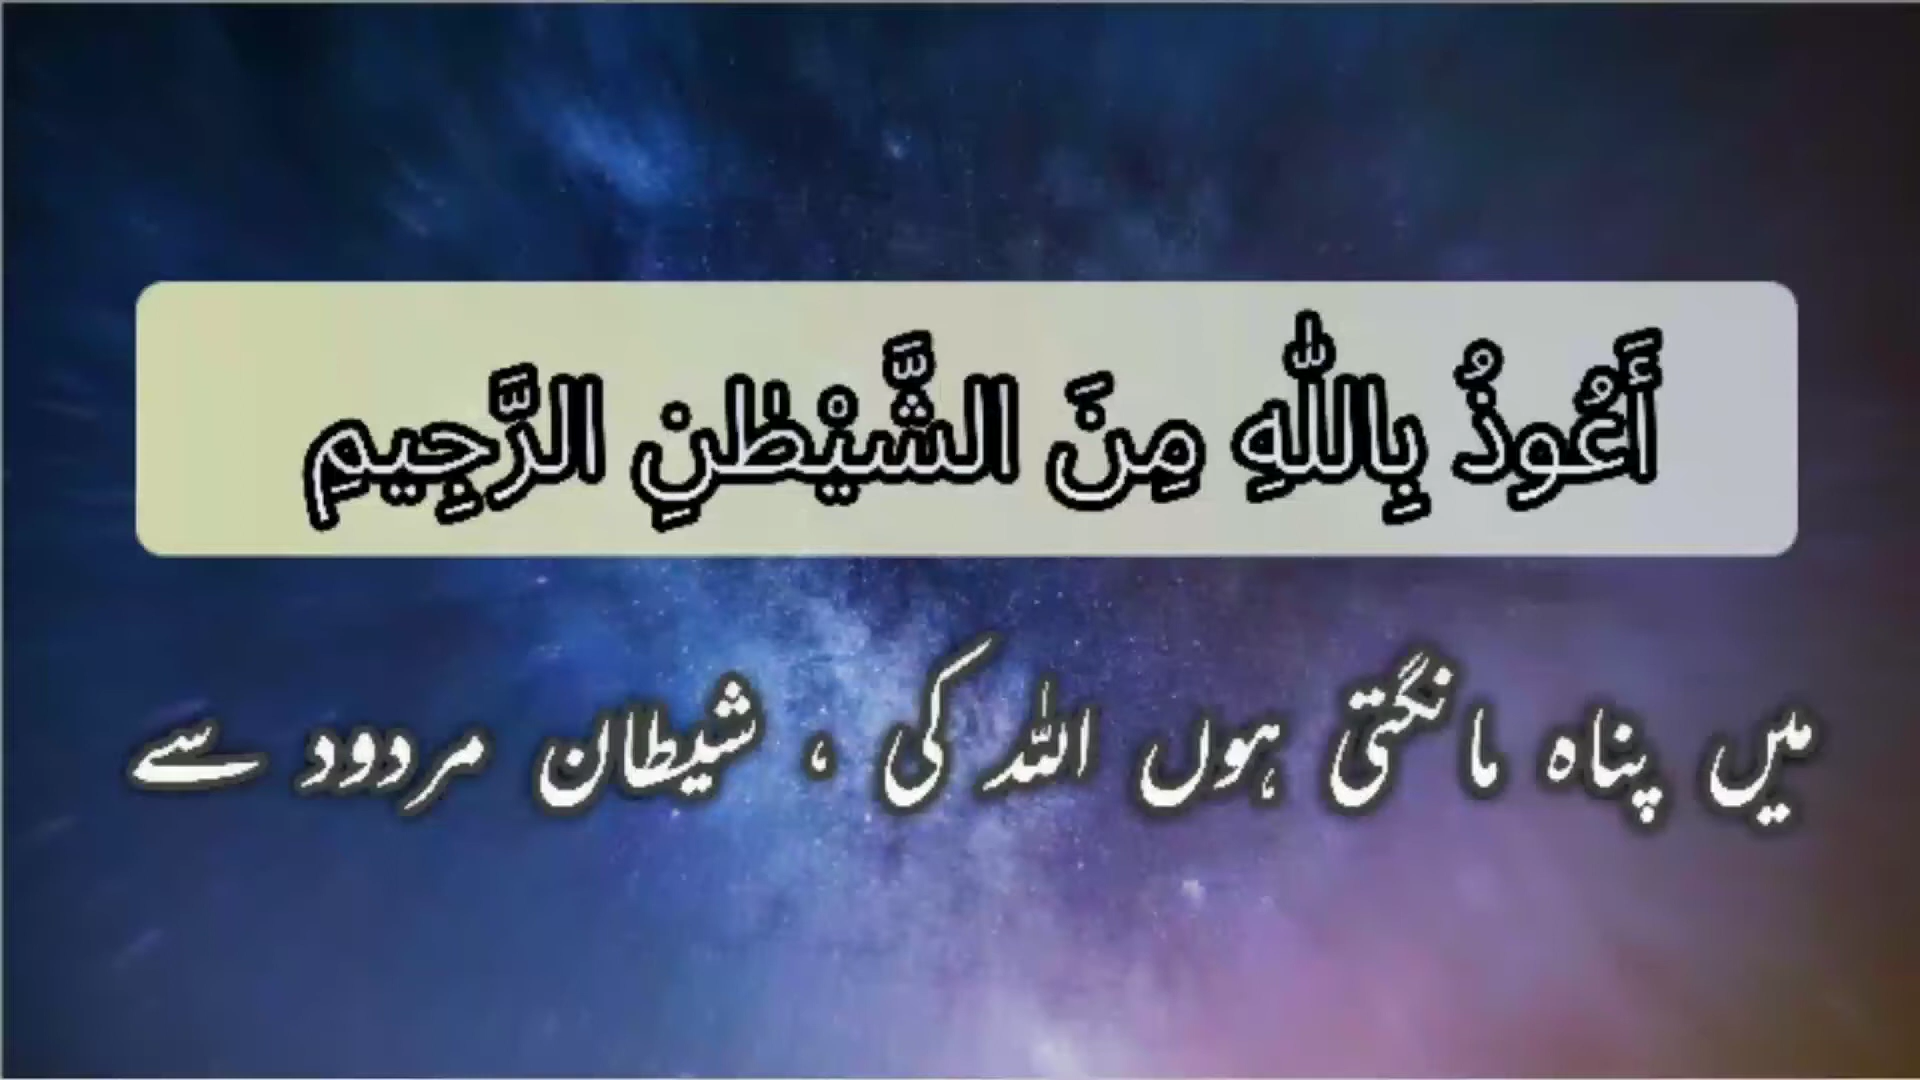 أَعُوذُ بِاللّٰهِ مِنَ الشَّيْطٰنِ الرَّجِيمِ
میں پناہ مانگتی ہوں اللہ کی ، شیطان مردود سے